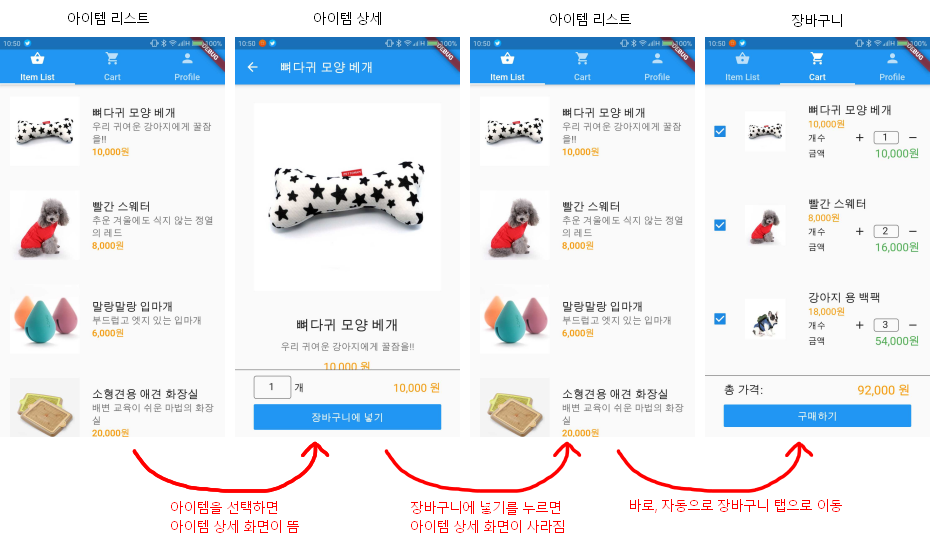 아이템 리스트
아이템 상세
아이템 리스트
장바구니
10:50
100%
DEBUG
Item List
Cart
Profile
뼈다귀 모양 베개
우리 귀여운 강아지에게 꿀잠
을!!
10,000원
빨간 스웨터
추운 겨울에도 식지 않는 정열
의 레드
8,000원
말랑말랑 입마개
부드럽고 엣지 있는 입마개
6,000원
소형견용 애견 화장실
배변 교육이 쉬운 마법의 화장
실
20,000원
10:50
100%
DEBUG
뼈다귀 모양 베개
뼈다귀 모양 베개
우리 귀여운 강아지에게 꿀잠을!!
10,000 원
1 개
10,000 원
장바구니에 넣기
10:50
100%
DEBUG
Item List
Cart
Profile
뼈다귀 모양 베개
우리 귀여운 강아지에게 꿀잠
을!!
10,000원
빨간 스웨터
추운 겨울에도 식지 않는 정열
의 레드
8,000원
말랑말랑 입마개
부드럽고 엣지 있는 입마개
6,000원
소형견용 애견 화장실
배변 교육이 쉬운 마법의 화장
실
20,000원
10:50
100%
DEBUG
Item List
Cart
Profile
뼈다귀 모양 베개
10,000원
개수 + 1 −
금액 10,000원
빨간 스웨터
8,000원
개수 + 2 −
금액 16,000원
강아지 용 백팩
18,000원
개수 + 3 −
금액 54,000원
총 가격: 92,000 원
구매하기
아이템을 선택하면
아이템 상세 화면이 뜸
장바구니에 넣기를 누르면
아이템 상세 화면이 사라짐
바로, 자동으로 장바구니 탭으로 이동